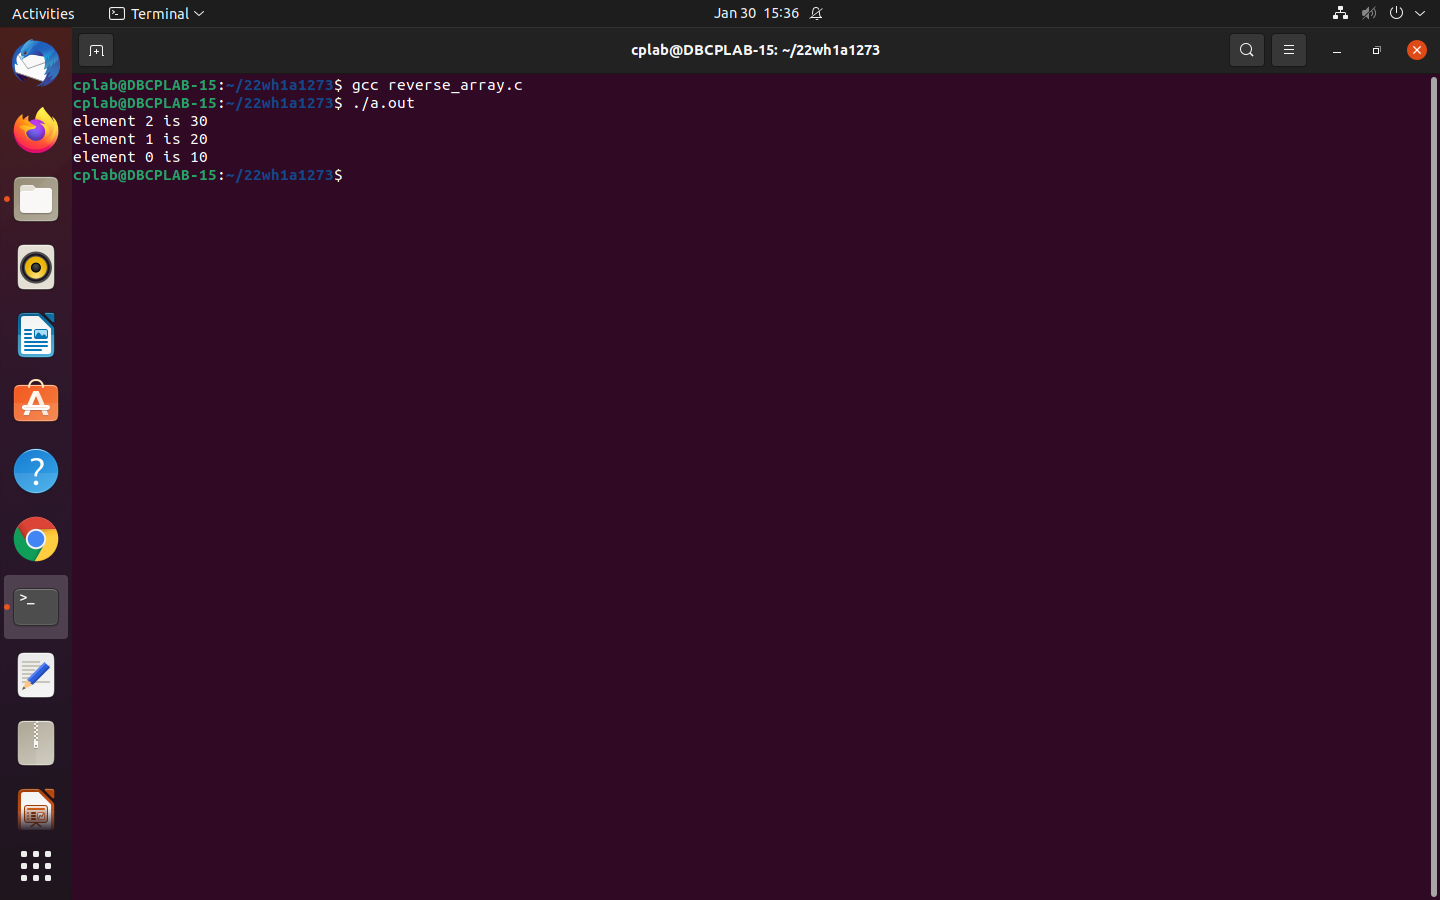 Activities
Terminal
Jan 30 15:36
cplab@DBCPLAB-15: ~/22wh1a1273
cplab@DBCPLAB-15:~/22wh1a1273$ gcc reverse_array.c
cplab@DBCPLAB-15:~/22wh1a1273$ ./a.out
element 2 is 30
element 1 is 20
element 0 is 10
cplab@DBCPLAB-15:~/22wh1a1273$